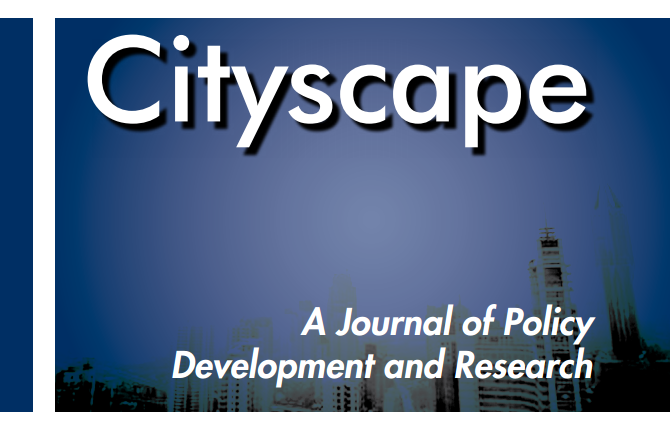 Cityscape
A Journal of Policy
Development and Research